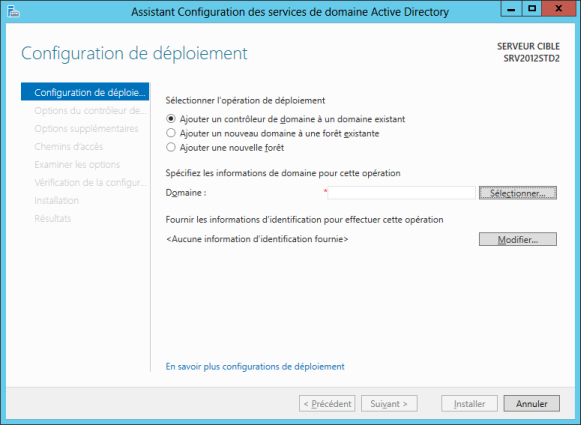 Assistant Configuration des services de domaine Active Directory
Configuration de déploiement
SERVEUR CIBLE
SRV2012STD2
Configuration de déploie...
Options du contrôleur de...
Options supplémentaires
Chemins d'accès
Examiner les options
Vérification de la configur...
Installation
Résultats
Sélectionner l'opération de déploiement
Ajouter un contrôleur de domaine à un domaine existant
Ajouter un nouveau domaine à une forêt existante
Ajouter une nouvelle forêt
Spécifiez les informations de domaine pour cette opération
Domaine : * Sélectionner...
Fournir les informations d'identification pour effectuer cette opération
<Aucune information d'identification fournie> Modifier...
En savoir plus configurations de déploiement
< Précédent Suivant > Installer Annuler